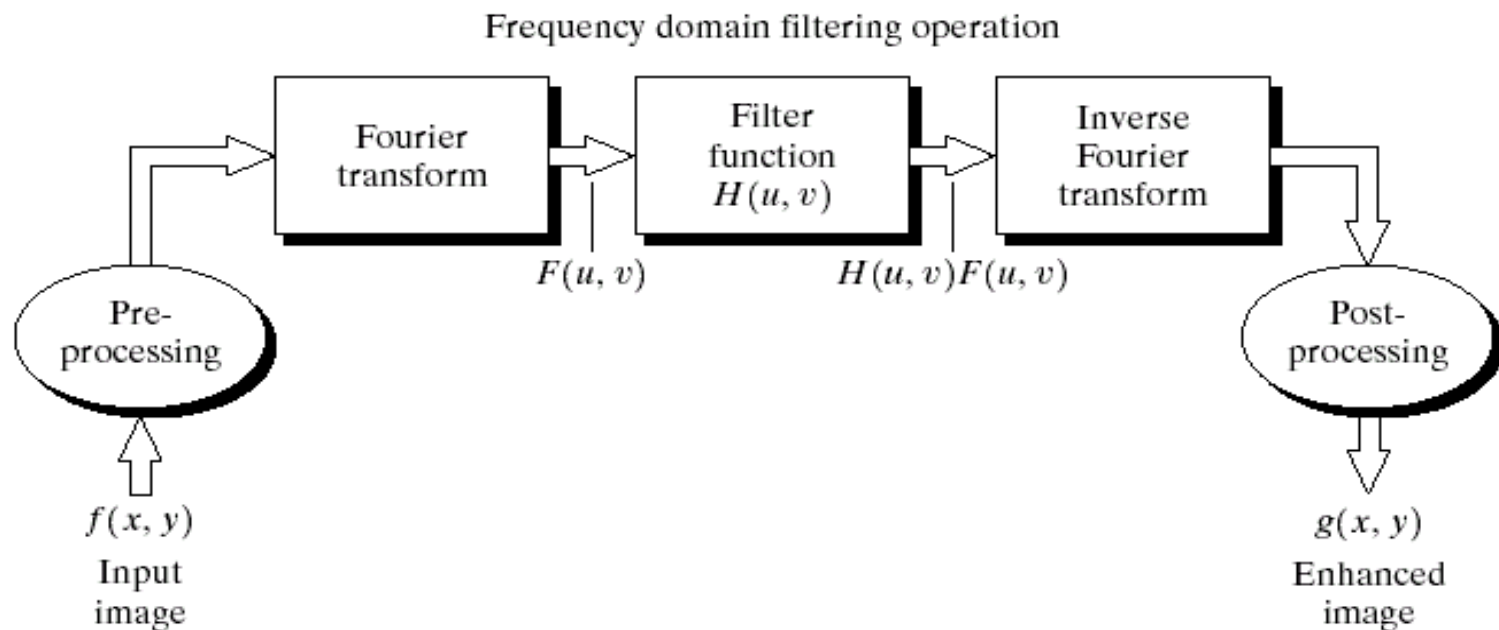 Frequency domain filtering operation
Fourier
transform
Filter
function
H(u, v)
Inverse
Fourier
transform
F(u, v)
H(u, v)F(u, v)
Pre-
processing
Post-
processing
f(x, y)
Input
image
g(x, y)
Enhanced
image